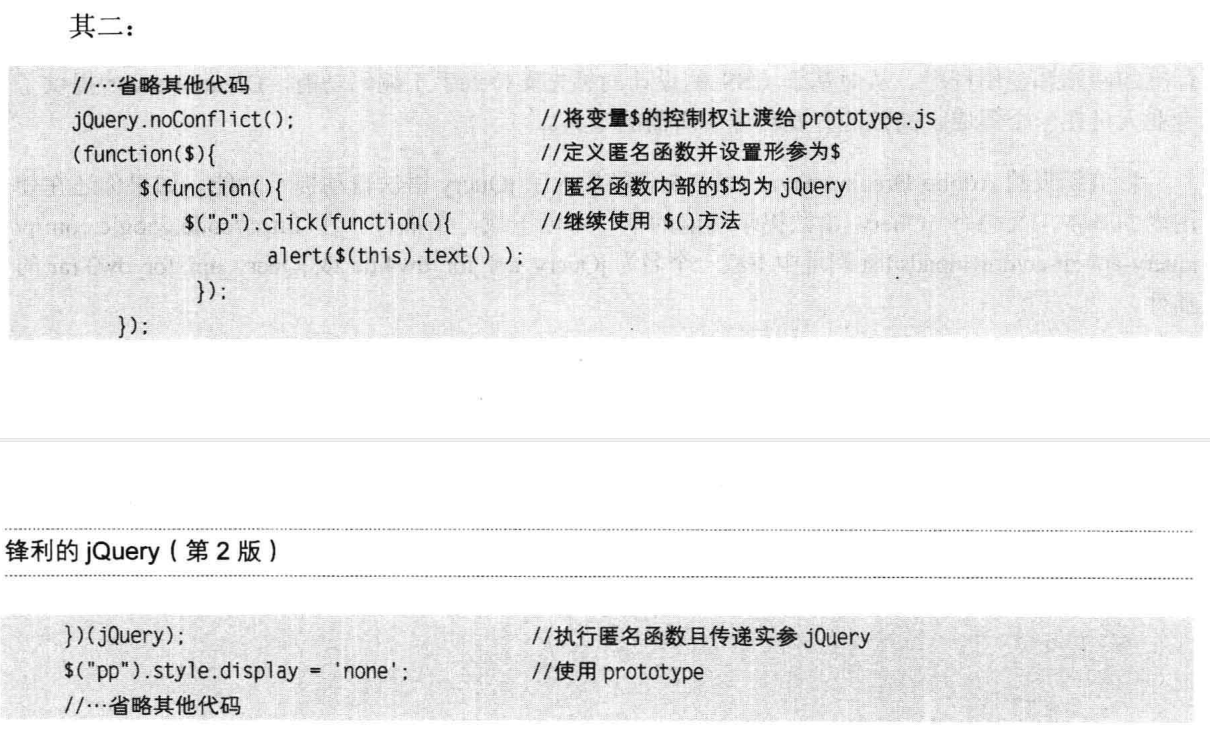 其二：
//…省略其他代码
jQuery.noConflict(); //将变量$的控制权让渡给 prototype.js
(function($){ //定义匿名函数并设置形参为$
$(function(){ //匿名函数内部的$均为 jQuery
$("p").click(function(){ //继续使用 $()方法
alert($(this).text() );
});
});
锋利的 jQuery（第 2 版）
})(jQuery); //执行匿名函数且传递实参 jQuery
$("pp").style.display = 'none'; //使用 prototype
//…省略其他代码